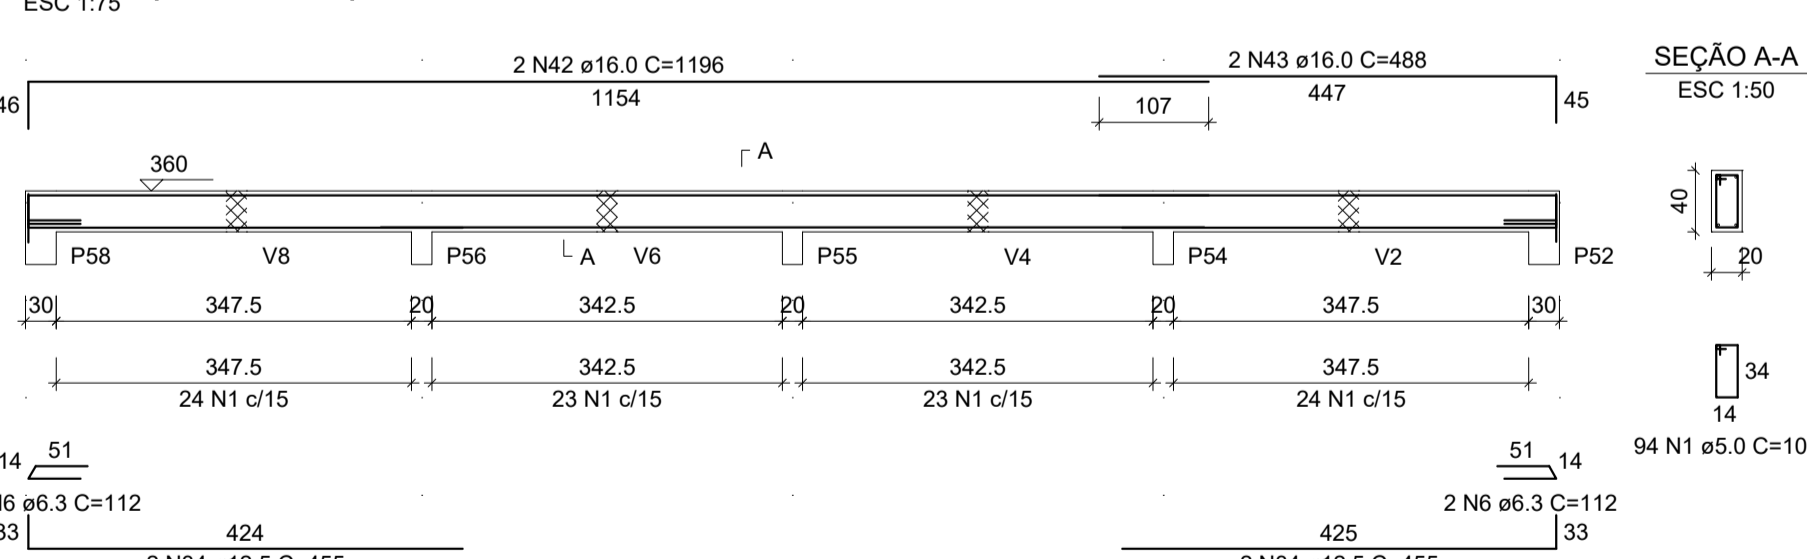 ESC 1:75
2 N42 ø16.0 C=1196
2 N43 ø16.0 C=488
SEÇÃO A-A
ESC 1:50
46
1154
107
447
45
A
360
40
20
P58
V8
P56
A
V6
P55
V4
P54
V2
P52
30
347.5
20
342.5
20
342.5
20
347.5
30
347.5
342.5
342.5
347.5
24 N1 c/15
23 N1 c/15
23 N1 c/15
24 N1 c/15
34
14
94 N1 ø5.0 C=10
14
51
51
14
ø6.3 C=112
2 N6 ø6.3 C=112
33
424
425
33